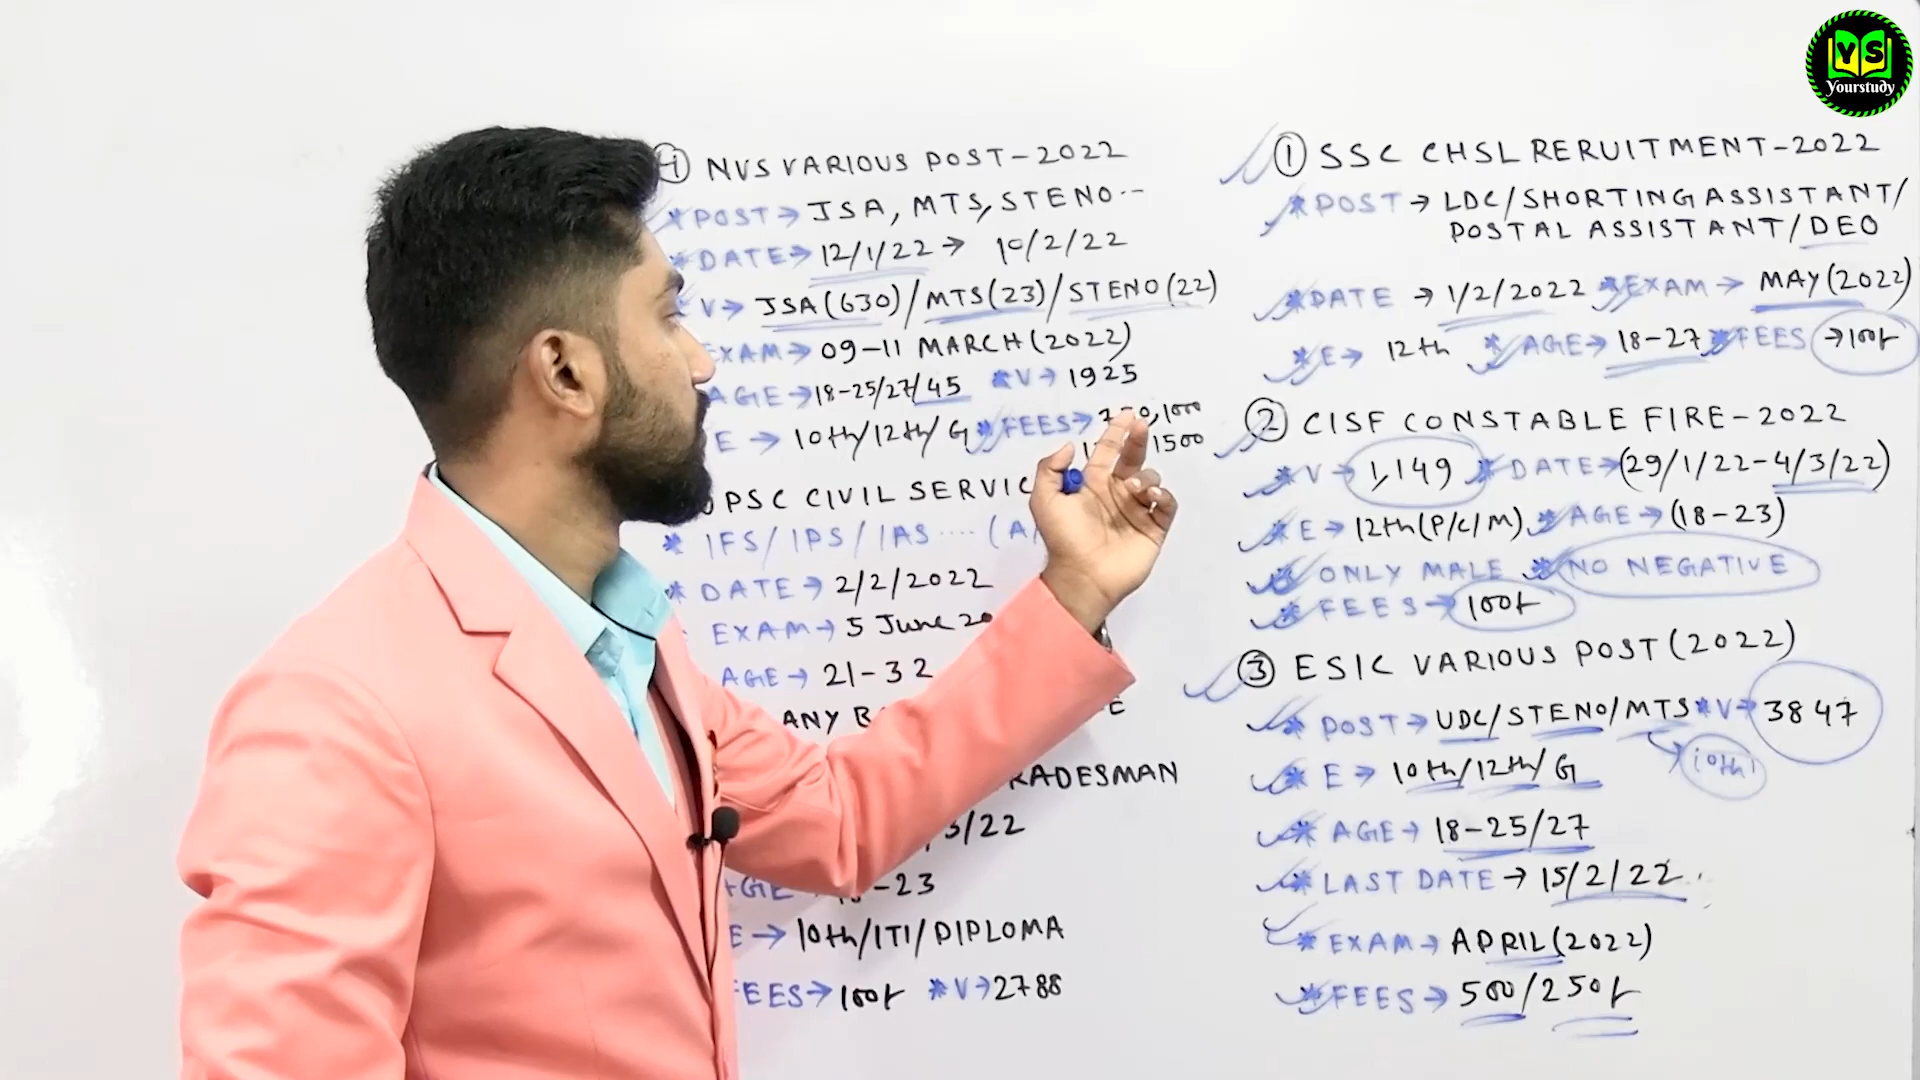 YS
Yourstudy
④ NVS VARIOUS POST-2022
* POST → JSA, MTS, STENO--
* DATE → 12/1/22 → 10/2/22
* V → JSA(630)/MTS(23)/STENO(22)
EXAM → 09-11 MARCH(2022)
AGE → 18-25/27/45 * V → 1925
E → 10th/12th/G * FEES → ,1000
1500
PSC CIVIL SERVIC
* IFS/IPS/IAS....(A
* DATE → 2/2/2022
EXAM → 5 June 20
AGE → 21-32
ANY B
E
RADESMAN
3/22
AGE -23
E → 10th/ITI/DIPLOMA
FEES → 100/- * V → 2788
① SSC CHSL RERUITMENT-2022
* POST → LDC/SHORTING ASSISTANT/
POSTAL ASSISTANT/DEO
* DATE → 1/2/2022 * EXAM → MAY(2022)
* E → 12th * AGE → 18-27 * FEES → 100/-
② CISF CONSTABLE FIRE-2022
* V → 1,149 * DATE → (29/1/22-4/3/22)
* E → 12th(P/C/M) * AGE → (18-23)
* ONLY MALE * NO NEGATIVE
* FEES → 100/-
③ ESIC VARIOUS POST(2022)
* POST → UDC/STENO/MTS * V → 3847
* E → 10th/12th/G 10th
* AGE → 18-25/27
* LAST DATE → 15/2/22
* EXAM → APRIL(2022)
* FEES → 500/250/-